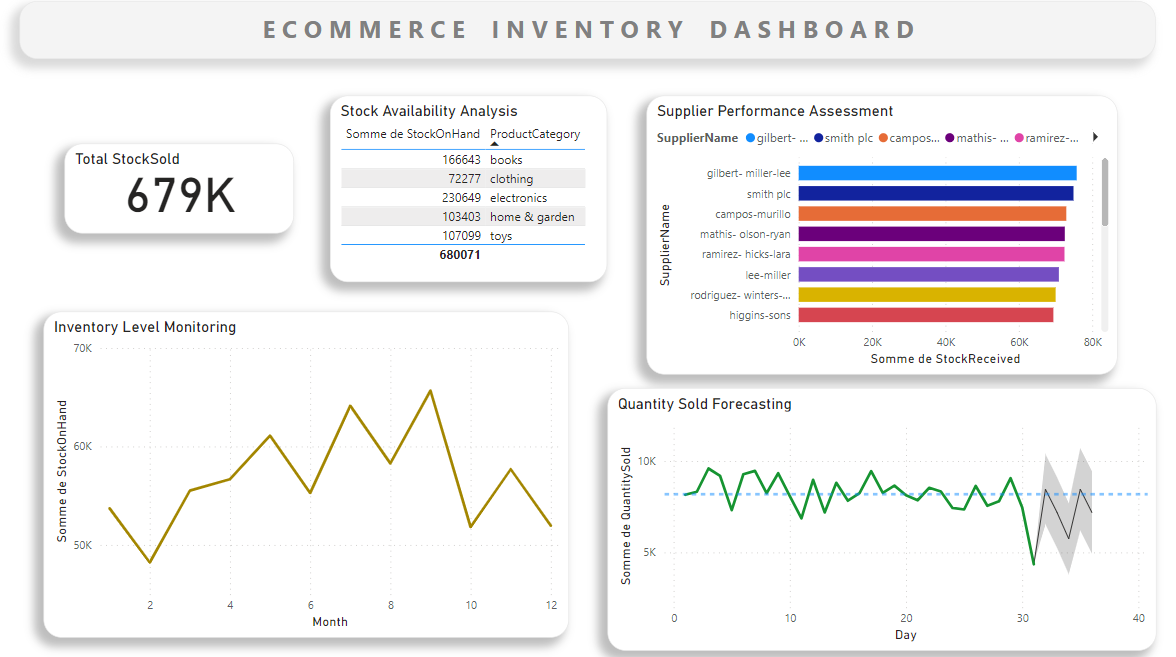 ECOMMERCE INVENTORY DASHBOARD
Total StockSold
679K
Stock Availability Analysis
Somme de StockOnHand ProductCategory
166643 books
72277 clothing
230649 electronics
103403 home & garden
107099 toys
680071
Supplier Performance Assessment
SupplierName gilbert- ... smith plc campos... mathis- ... ramirez-...
SupplierName
gilbert- miller-lee
smith plc
campos-murillo
mathis- olson-ryan
ramirez- hicks-lara
lee-miller
rodriguez- winters-...
higgins-sons
0K 20K 40K 60K 80K
Somme de StockReceived
Inventory Level Monitoring
Somme de StockOnHand
70K
60K
50K
2 4 6 8 10 12
Month
Quantity Sold Forecasting
Somme de QuantitySold
10K
5K
0 10 20 30 40
Day